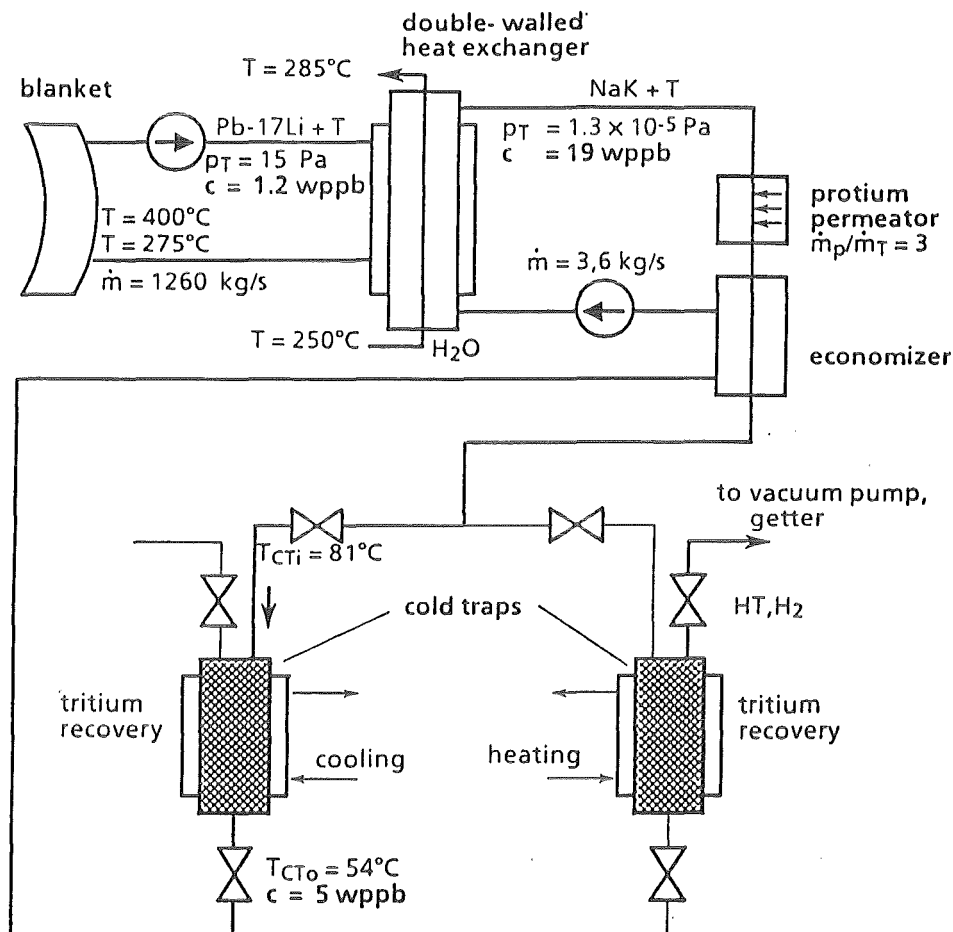 double-walled
heat exchanger
T = 285°C
NaK + T
blanket
Pb-17Li + T
pT = 1.3 x 10-5 Pa
c = 19 wppb
pT = 15 Pa
c = 1.2 wppb
protium
permeator
ṁp/ṁT = 3
T = 400°C
T = 275°C
ṁ = 1260 kg/s
ṁ = 3,6 kg/s
T = 250°C
H2O
economizer
to vacuum pump,
getter
TCTi = 81°C
cold traps
HT,H2
tritium
recovery
tritium
recovery
cooling
heating
TCTo = 54°C
c = 5 wppb